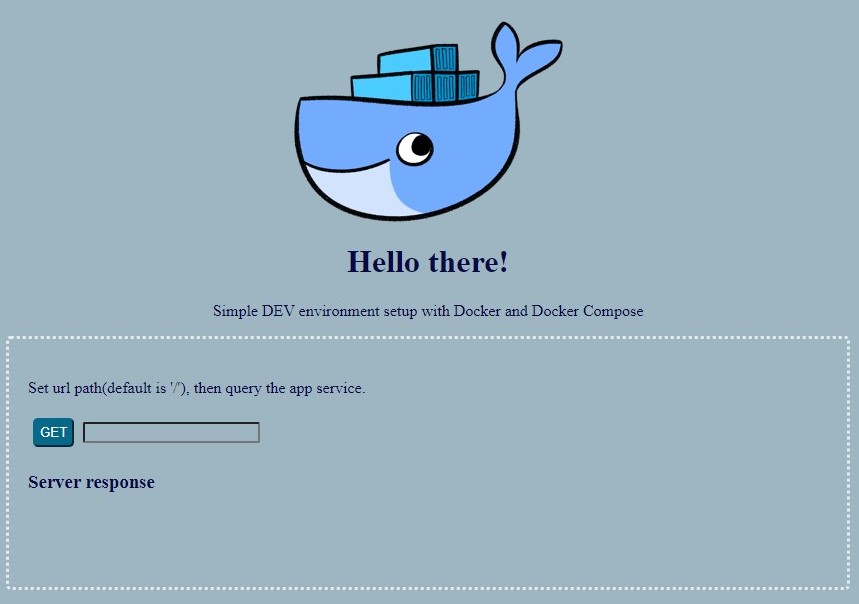 Hello there!
Simple DEV environment setup with Docker and Docker Compose
Set url path(default is '/'), then query the app service.
GET
Server response